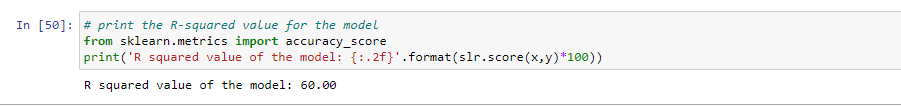 In [50]: # print the R-squared value for the model
from sklearn.metrics import accuracy_score
print('R squared value of the model: {:.2f}'.format(slr.score(x,y)*100))
R squared value of the model: 60.00